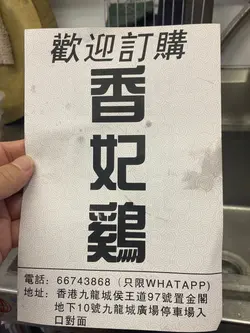 歡迎訂購
香
妃
鷄
電話：66743868（只限WHATAPP）
地址：香港九龍城侯王道97號置金閣
地下10號九龍城廣場停車場入
口對面